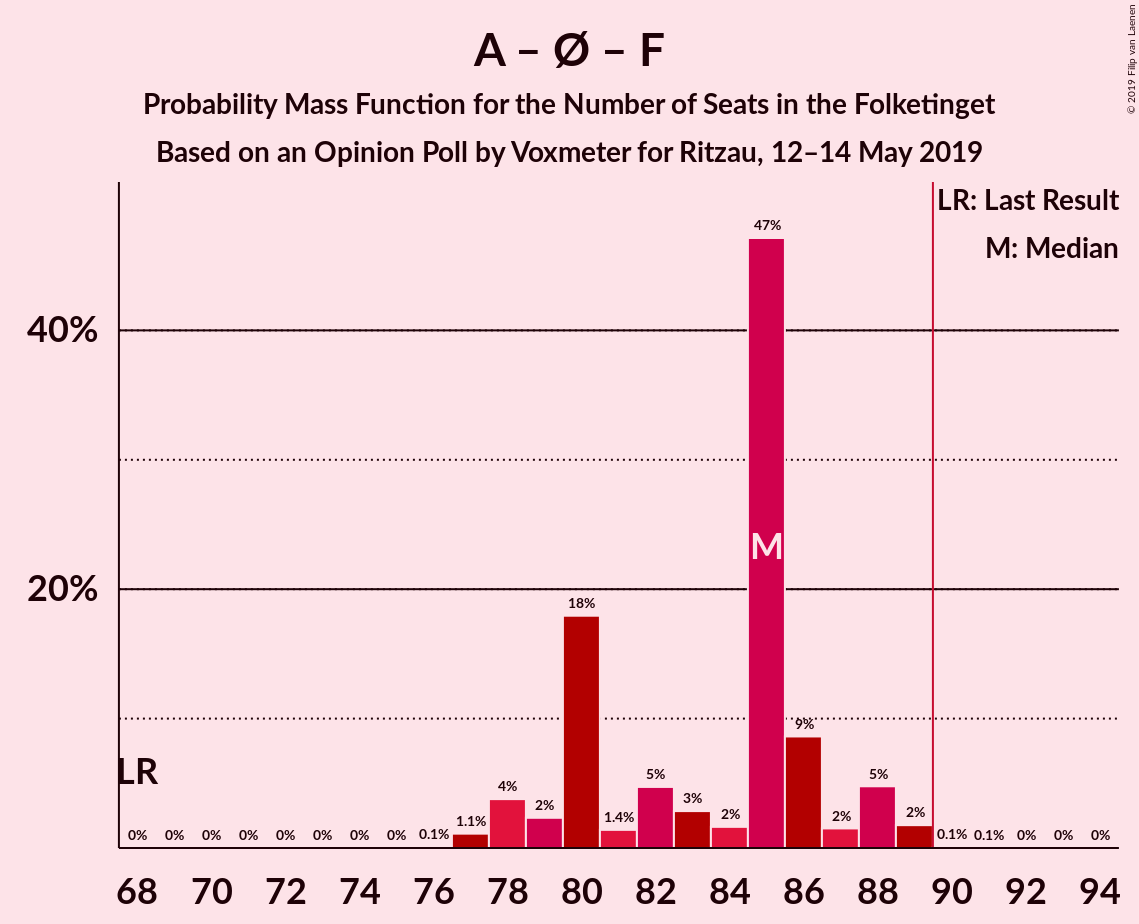 A – Ø – F
Probability Mass Function for the Number of Seats in the Folketinget
Based on an Opinion Poll by Voxmeter for Ritzau, 12–14 May 2019
© 2019 Filip van Laenen
LR: Last Result
M: Median
47%
40%
M
20%
18%
9%
LR
5%
5%
4%
3%
2%
2%
2%
2%
1.4%
1.1%
0% 0% 0% 0% 0% 0% 0% 0% 0.1% 0.1% 0.1% 0% 0% 0%
68 70 72 74 76 78 80 82 84 86 88 90 92 94